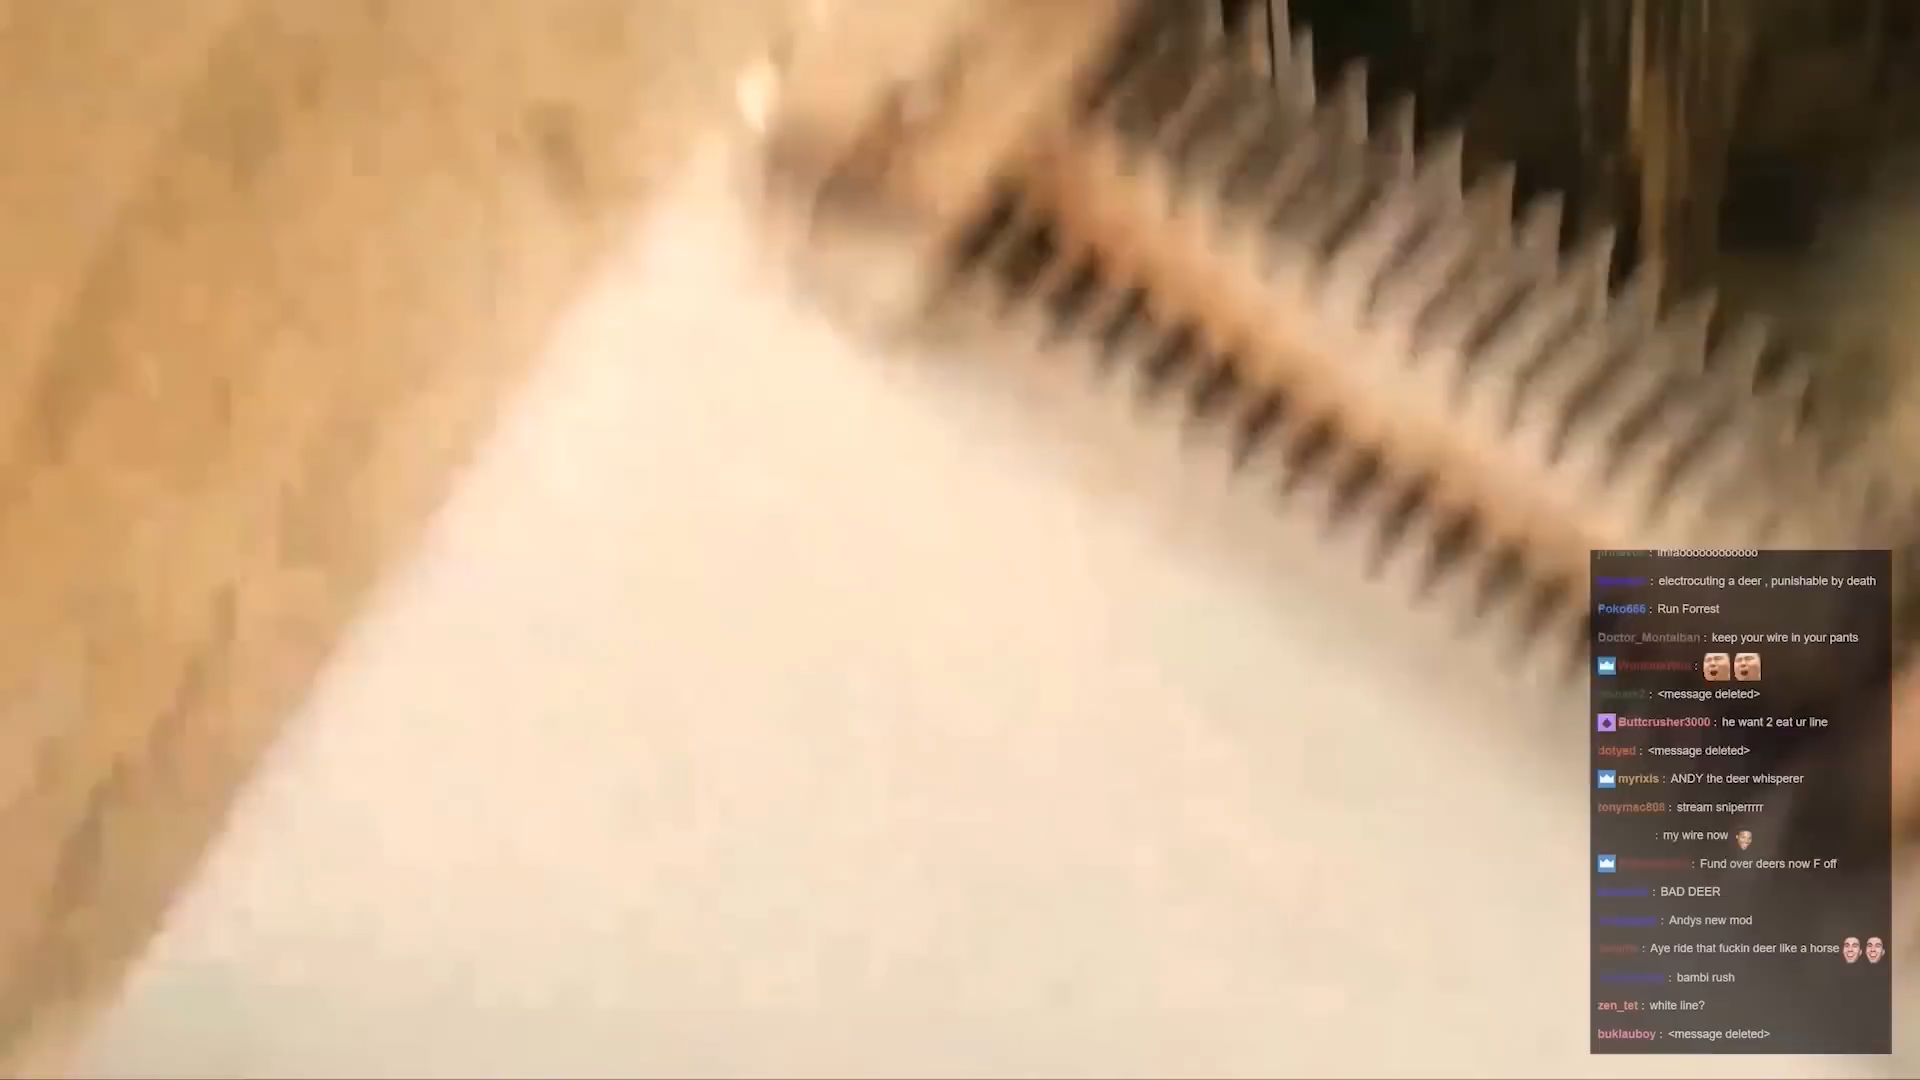 : lmfaooooooooooo
: electrocuting a deer , punishable by death
Poko666 : Run Forrest
Doctor_Montalban : keep your wire in your pants
:
: <message deleted>
Buttcrusher3000 : he want 2 eat ur line
dotyed : <message deleted>
myrixis : ANDY the deer whisperer
tonymac808 : stream sniperrrrr
: my wire now
: Fund over deers now F off
: BAD DEER
: Andys new mod
: Aye ride that fuckin deer like a horse
: bambi rush
zen_tet : white line?
buklauboy : <message deleted>